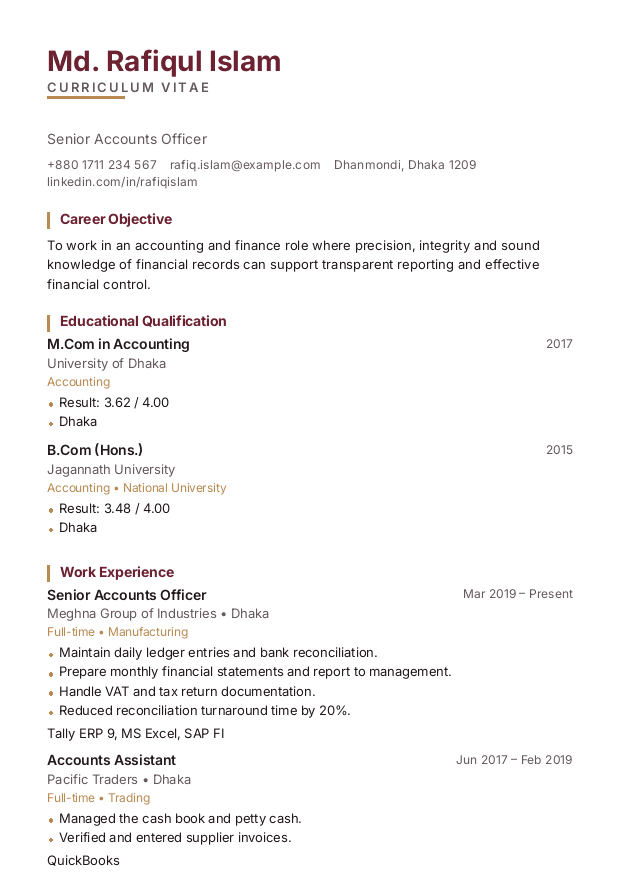 Md. Rafiqul Islam
CURRICULUM VITAE
Senior Accounts Officer
+880 1711 234 567 rafiq.islam@example.com Dhanmondi, Dhaka 1209
linkedin.com/in/rafiqislam
Career Objective
To work in an accounting and finance role where precision, integrity and sound
knowledge of financial records can support transparent reporting and effective
financial control.
Educational Qualification
M.Com in Accounting 2017
University of Dhaka
Accounting
• Result: 3.62 / 4.00
• Dhaka
B.Com (Hons.) 2015
Jagannath University
Accounting • National University
• Result: 3.48 / 4.00
• Dhaka
Work Experience
Senior Accounts Officer Mar 2019 – Present
Meghna Group of Industries • Dhaka
Full-time • Manufacturing
• Maintain daily ledger entries and bank reconciliation.
• Prepare monthly financial statements and report to management.
• Handle VAT and tax return documentation.
• Reduced reconciliation turnaround time by 20%.
Tally ERP 9, MS Excel, SAP FI
Accounts Assistant Jun 2017 – Feb 2019
Pacific Traders • Dhaka
Full-time • Trading
• Managed the cash book and petty cash.
• Verified and entered supplier invoices.
QuickBooks